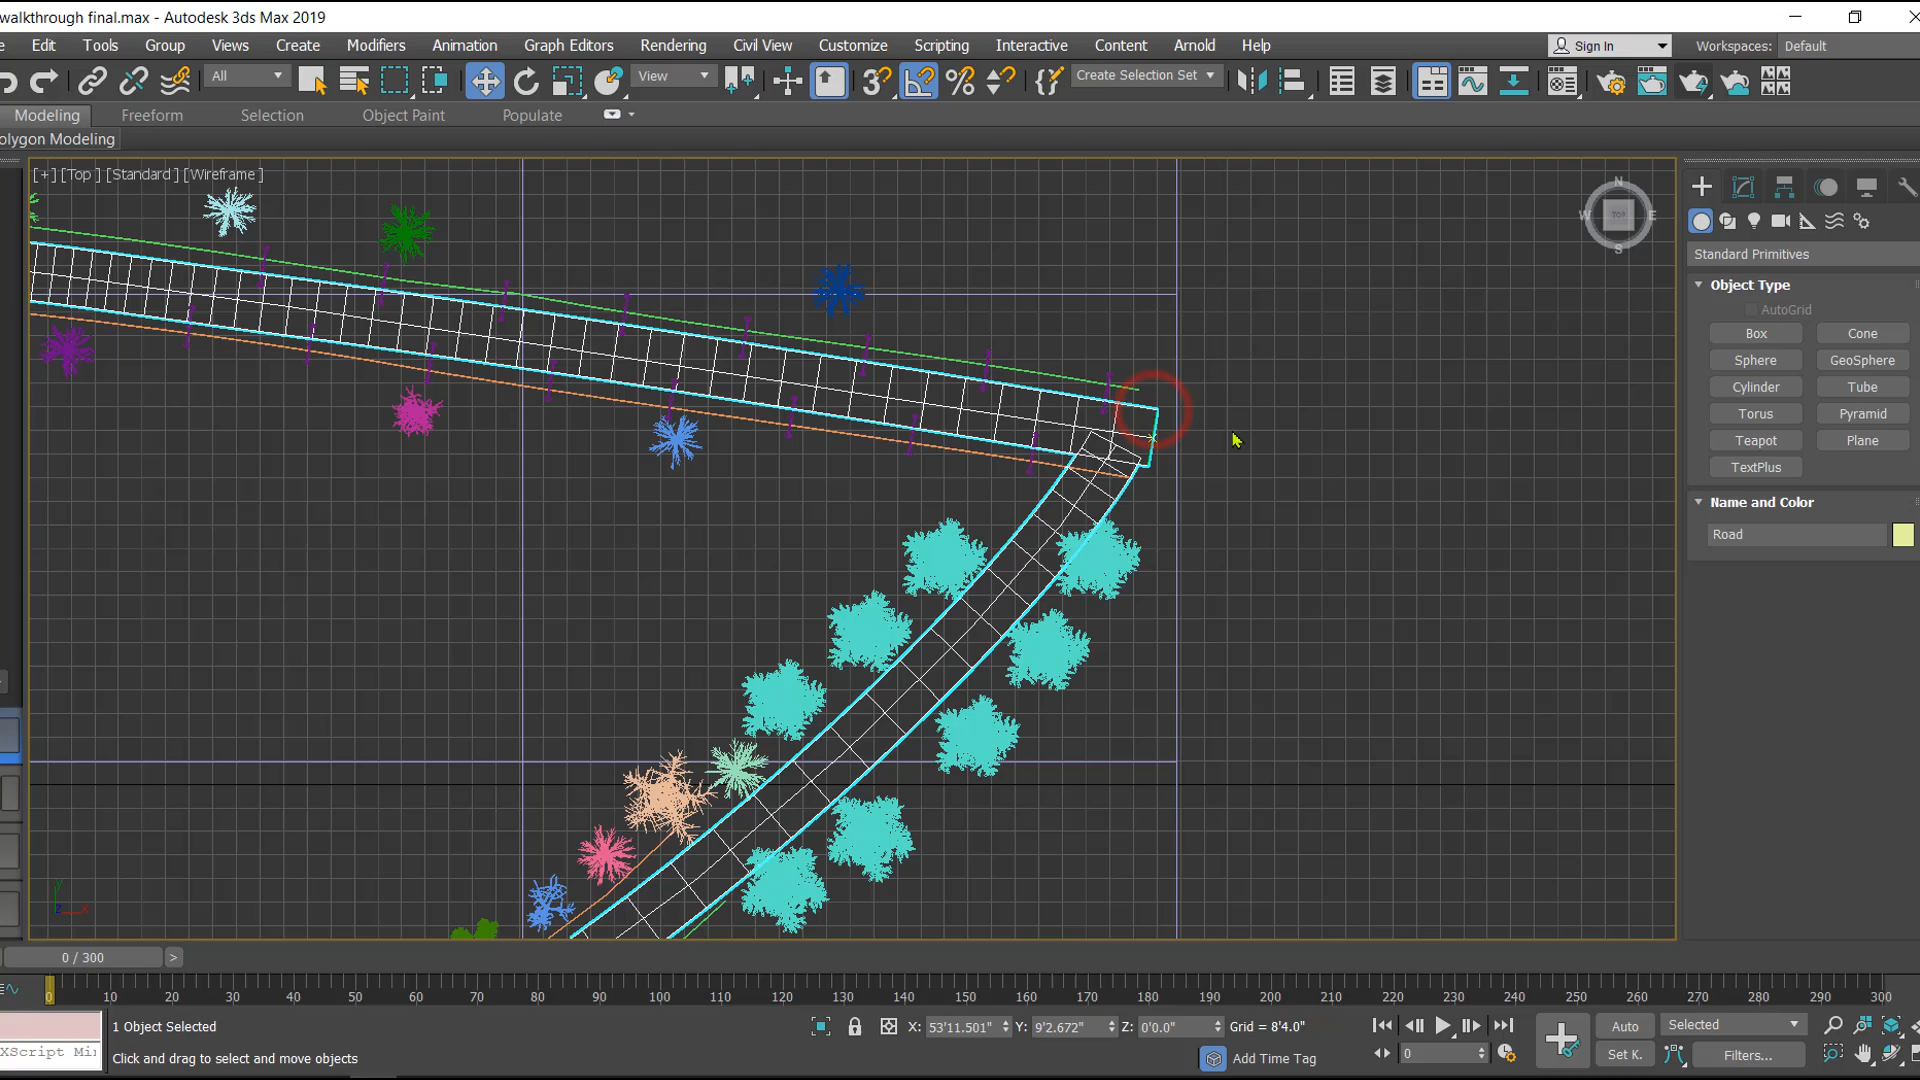 walkthrough final.max - Autodesk 3ds Max 2019
Edit Tools Group Views Create Modifiers Animation Graph Editors Rendering Civil View Customize Scripting Interactive Content Arnold Help Sign In Workspaces: Default
All View Create Selection Set
Modeling Freeform Selection Object Paint Populate
olygon Modeling
[+] [Top ] [Standard ] [Wireframe ]
N
W TOP E
S
Standard Primitives
Object Type
AutoGrid
Box Cone
Sphere GeoSphere
Cylinder Tube
Torus Pyramid
Teapot Plane
TextPlus
Name and Color
Road
y
z x
0 / 300 >
0 10 20 30 40 50 60 70 80 90 100 110 120 130 140 150 160 170 180 190 200 210 220 230 240 250 260 270 280 290 300
1 Object Selected X: 53'11.501" Y: 9'2.672" Z: 0'0.0" Grid = 8'4.0" Auto Selected
XScript Mi
Click and drag to select and move objects Add Time Tag 0 Set K. Filters...